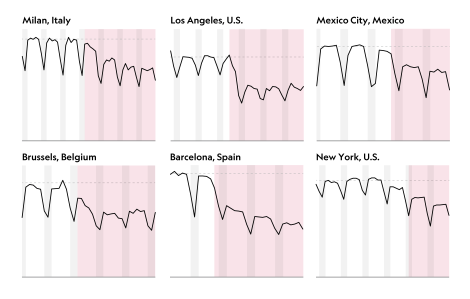 Milan, Italy
Los Angeles, U.S.
Mexico City, Mexico
Brussels, Belgium
Barcelona, Spain
New York, U.S.